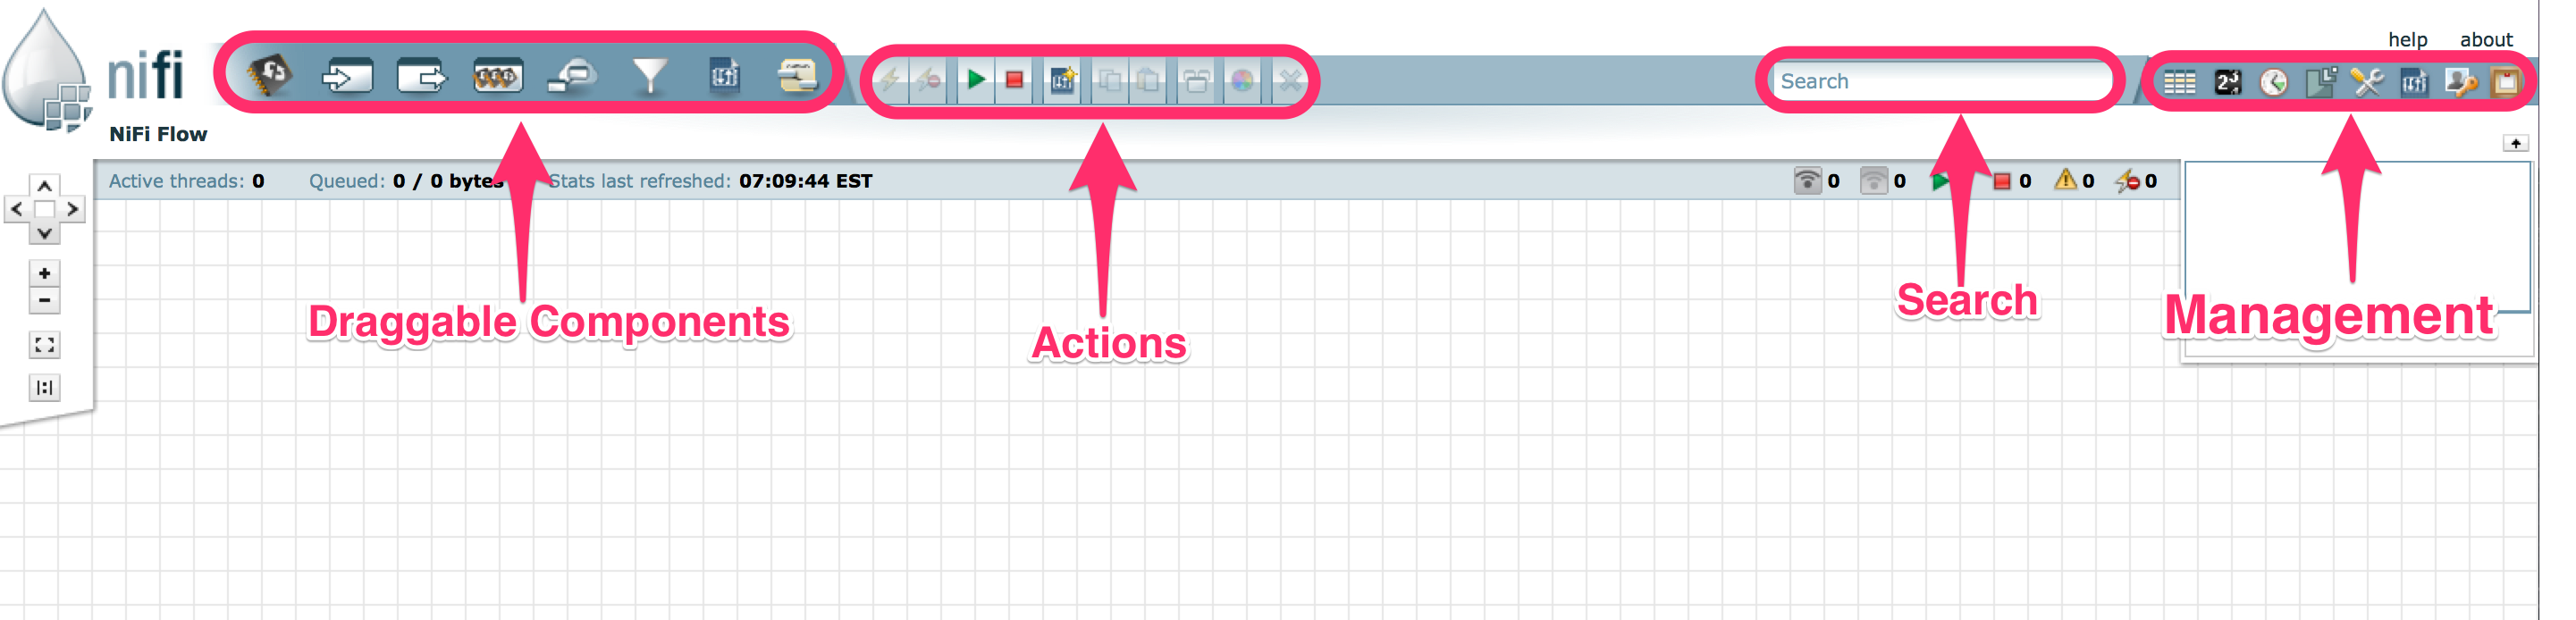 help about
nifi
Search
NiFi Flow
Active threads: 0 Queued: 0 / 0 bytes Stats last refreshed: 07:09:44 EST 0 0 0 0 0
Draggable Components
Actions
Search
Management